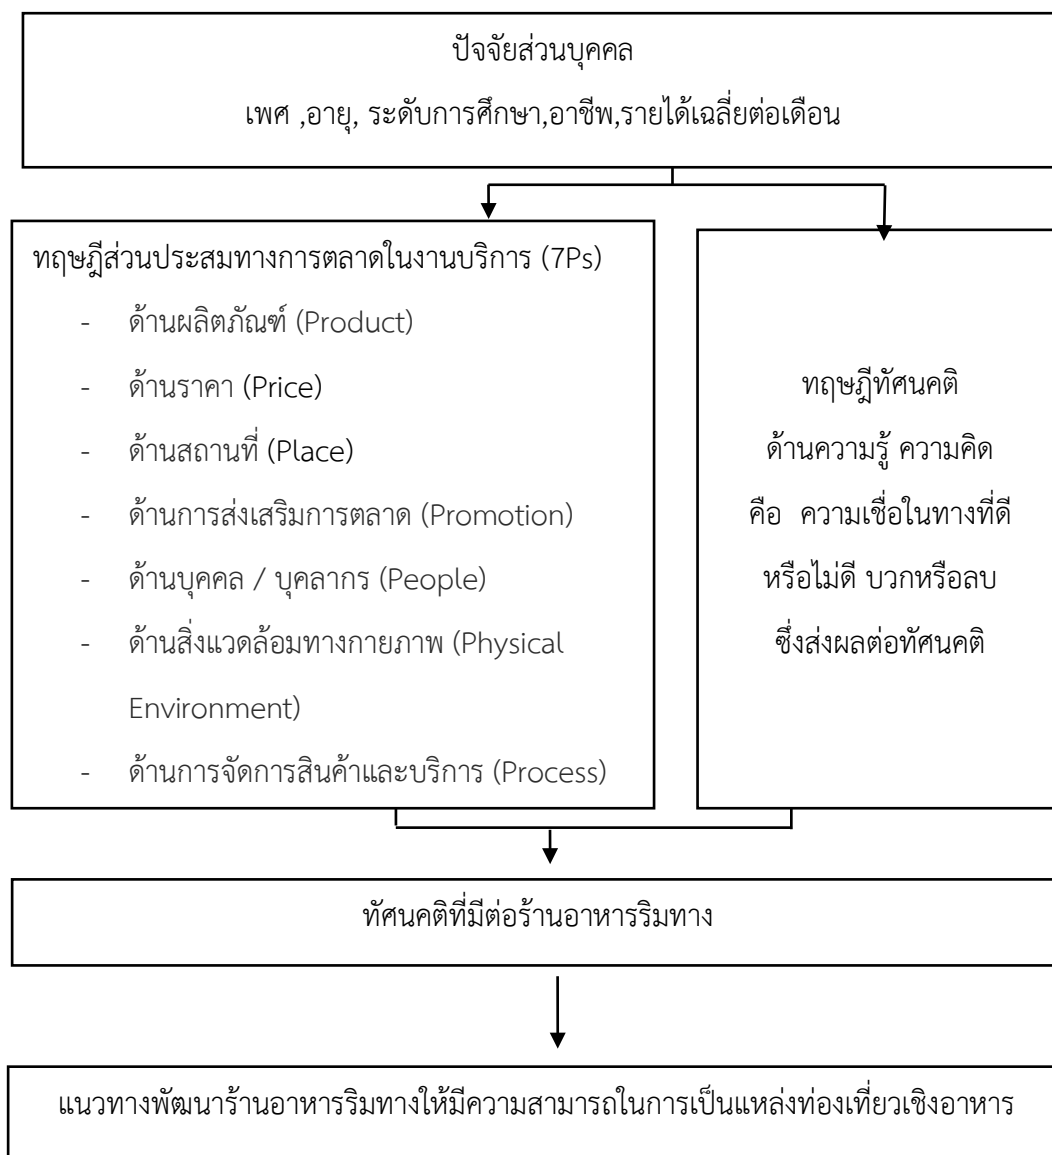 ปัจจัยส่วนบุคคล
เพศ ,อายุ, ระดับการศึกษา,อาชีพ,รายได้เฉลี่ยต่อเดือน
ทฤษฎีส่วนประสมทางการตลาดในงานบริการ (7Ps)
- ด้านผลิตภัณฑ์ (Product)
- ด้านราคา (Price)
- ด้านสถานที่ (Place)
- ด้านการส่งเสริมการตลาด (Promotion)
- ด้านบุคคล / บุคลากร (People)
- ด้านสิ่งแวดล้อมทางกายภาพ (Physical
Environment)
- ด้านการจัดการสินค้าและบริการ (Process)
ทฤษฎีทัศนคติ
ด้านความรู้ ความคิด
คือ ความเชื่อในทางที่ดี
หรือไม่ดี บวกหรือลบ
ซึ่งส่งผลต่อทัศนคติ
ทัศนคติที่มีต่อร้านอาหารริมทาง
แนวทางพัฒนาร้านอาหารริมทางให้มีความสามารถในการเป็นแหล่งท่องเที่ยวเชิงอาหาร